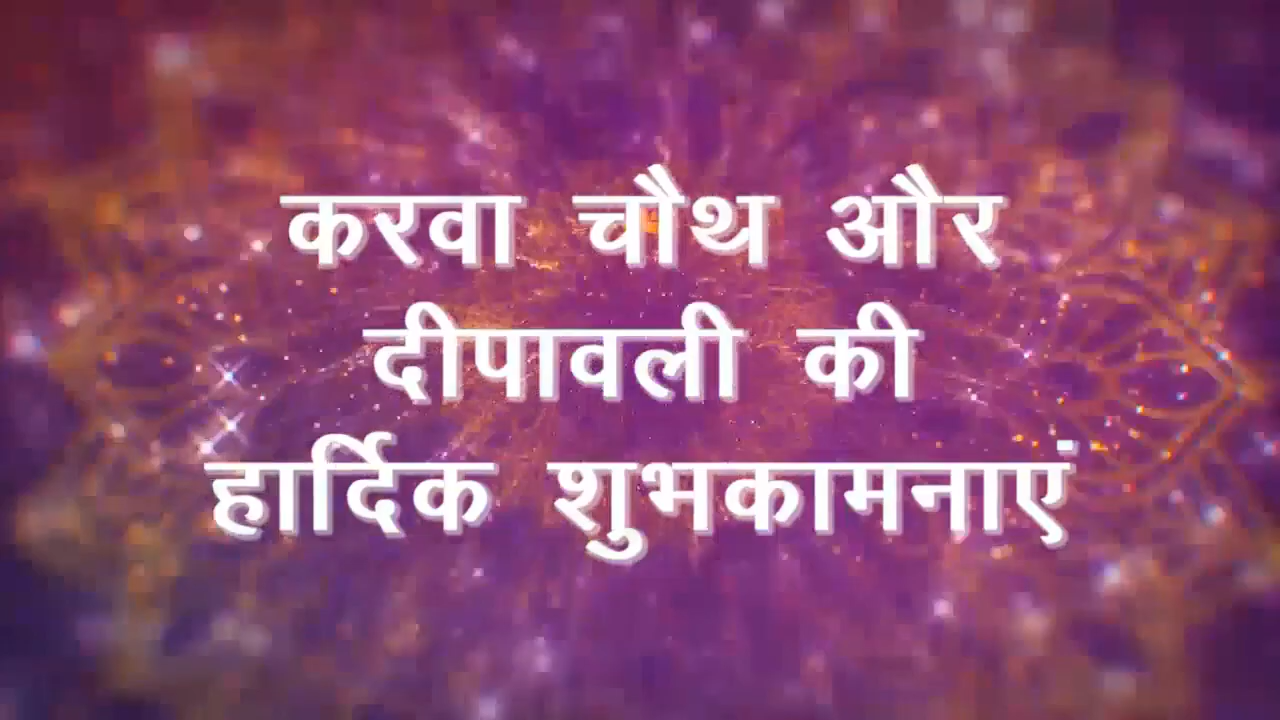 करवा चौथ और
दीपावली की
हार्दिक शुभकामनाएं